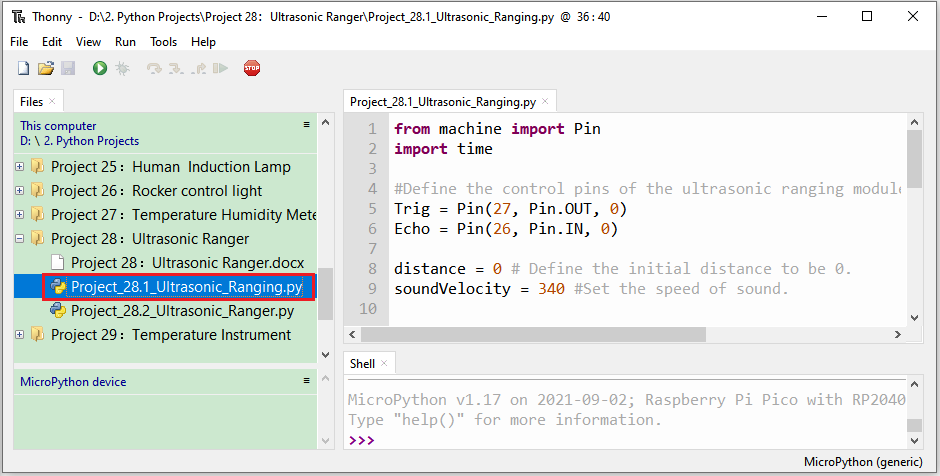 Thonny - D:\2. Python Projects\Project 28：Ultrasonic Ranger\Project_28.1_Ultrasonic_Ranging.py @ 36:40
File Edit View Run Tools Help
STOP
Files
This computer
D: \ 2. Python Projects
Project 25：Human Induction Lamp
Project 26：Rocker control light
Project 27：Temperature Humidity Mete
Project 28：Ultrasonic Ranger
Project 28：Ultrasonic Ranger.docx
Project_28.1_Ultrasonic_Ranging.py
Project_28.2_Ultrasonic_Ranger.py
Project 29：Temperature Instrument
MicroPython device
Project_28.1_Ultrasonic_Ranging.py
1 from machine import Pin
2 import time
3
4 #Define the control pins of the ultrasonic ranging module
5 Trig = Pin(27, Pin.OUT, 0)
6 Echo = Pin(26, Pin.IN, 0)
7
8 distance = 0 # Define the initial distance to be 0.
9 soundVelocity = 340 #Set the speed of sound.
10
Shell
MicroPython v1.17 on 2021-09-02; Raspberry Pi Pico with RP2040
Type "help()" for more information.
>>>
MicroPython (generic)